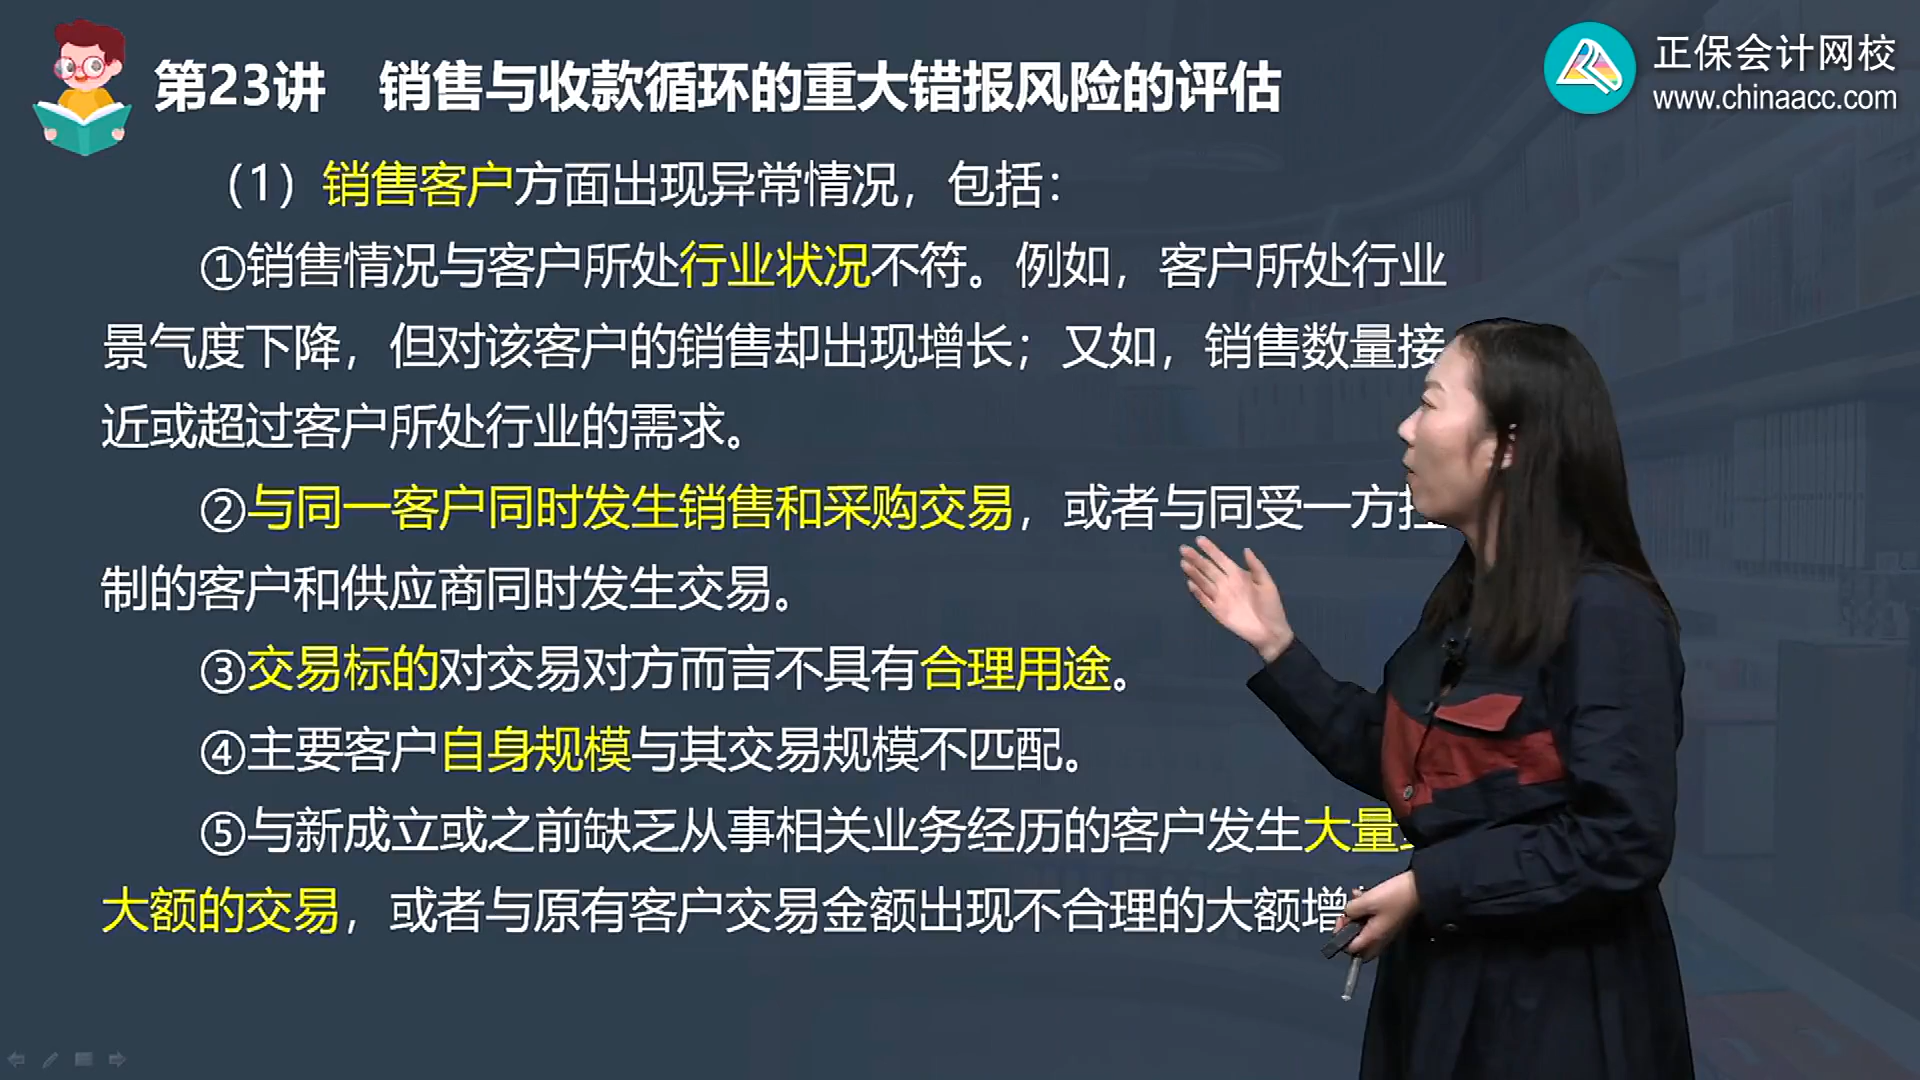 第23讲 销售与收款循环的重大错报风险的评估
正保会计网校
www.chinaacc.com
（1）销售客户方面出现异常情况，包括：
①销售情况与客户所处行业状况不符。例如，客户所处行业
景气度下降，但对该客户的销售却出现增长；又如，销售数量接
近或超过客户所处行业的需求。
②与同一客户同时发生销售和采购交易，或者与同受一方控
制的客户和供应商同时发生交易。
③交易标的对交易对方而言不具有合理用途。
④主要客户自身规模与其交易规模不匹配。
⑤与新成立或之前缺乏从事相关业务经历的客户发生大量
大额的交易，或者与原有客户交易金额出现不合理的大额增